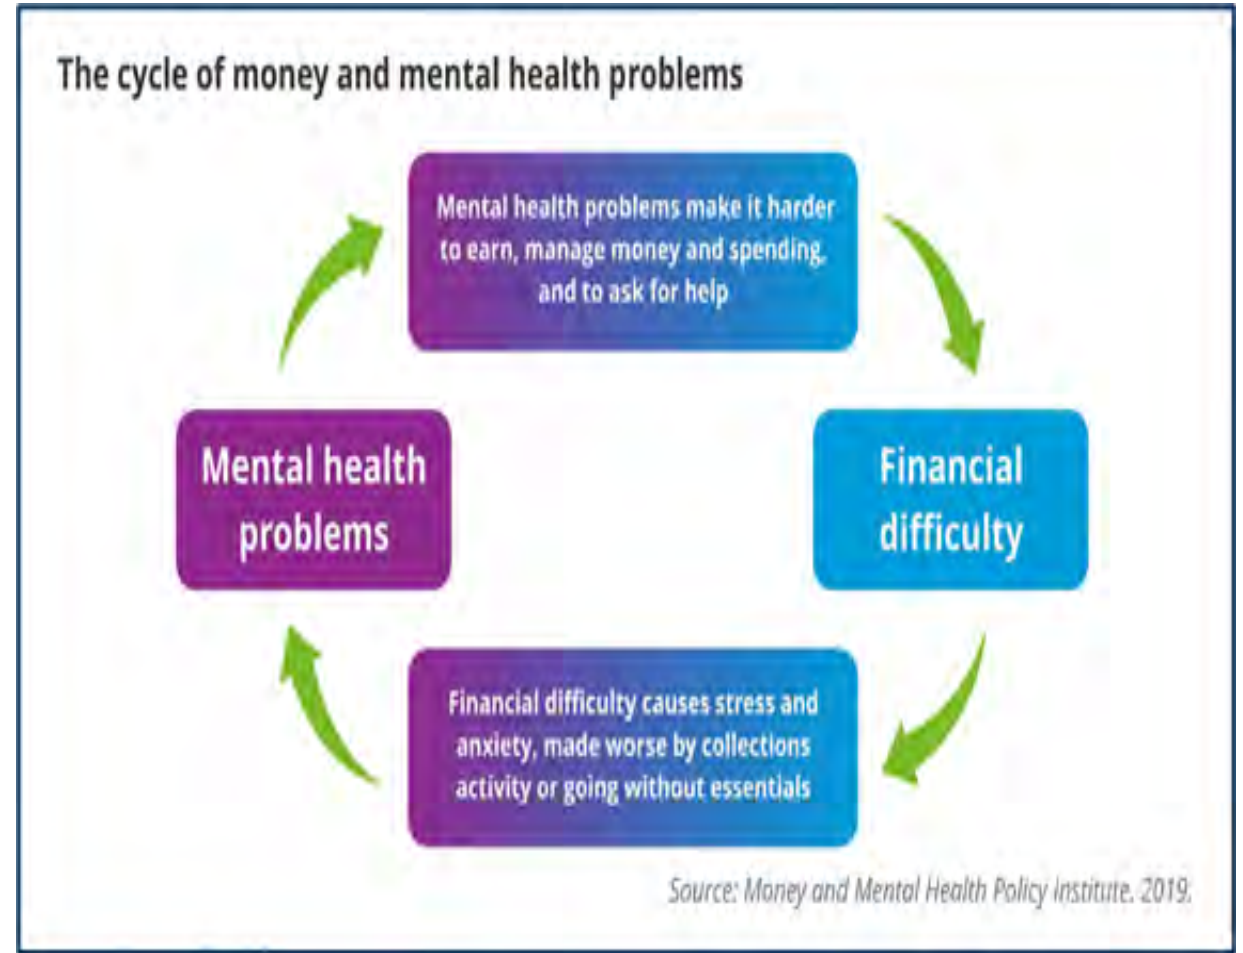 The cycle of money and mental health problems
Mental health problems make it harder
to earn, manage money and spending,
and to ask for help
Mental health
problems
Financial
difficulty
Financial difficulty causes stress and
anxiety, made worse by collections
activity or going without essentials
Source: Money and Mental Health Policy Institute. 2019.